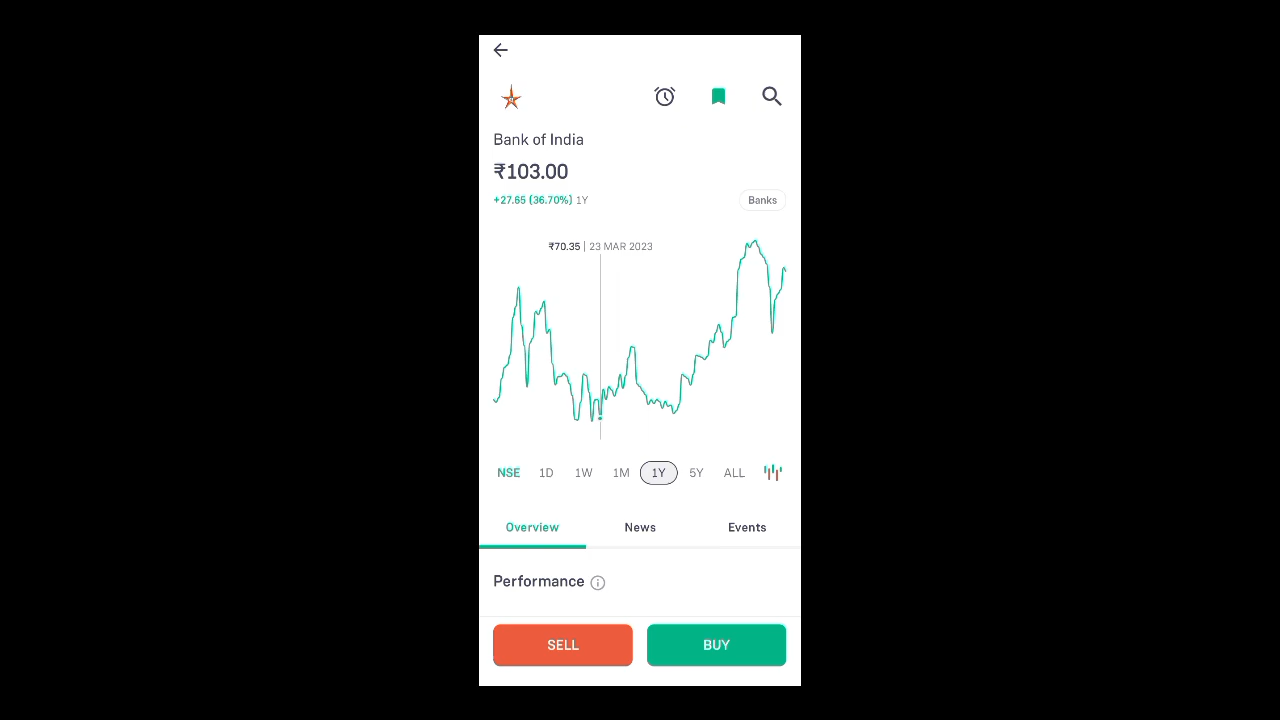 Bank of India
₹103.00
+27.65 (36.70%) 1Y
Banks
₹70.35 | 23 MAR 2023
NSE 1D 1W 1M 1Y 5Y ALL
Overview News Events
Performance
SELL BUY